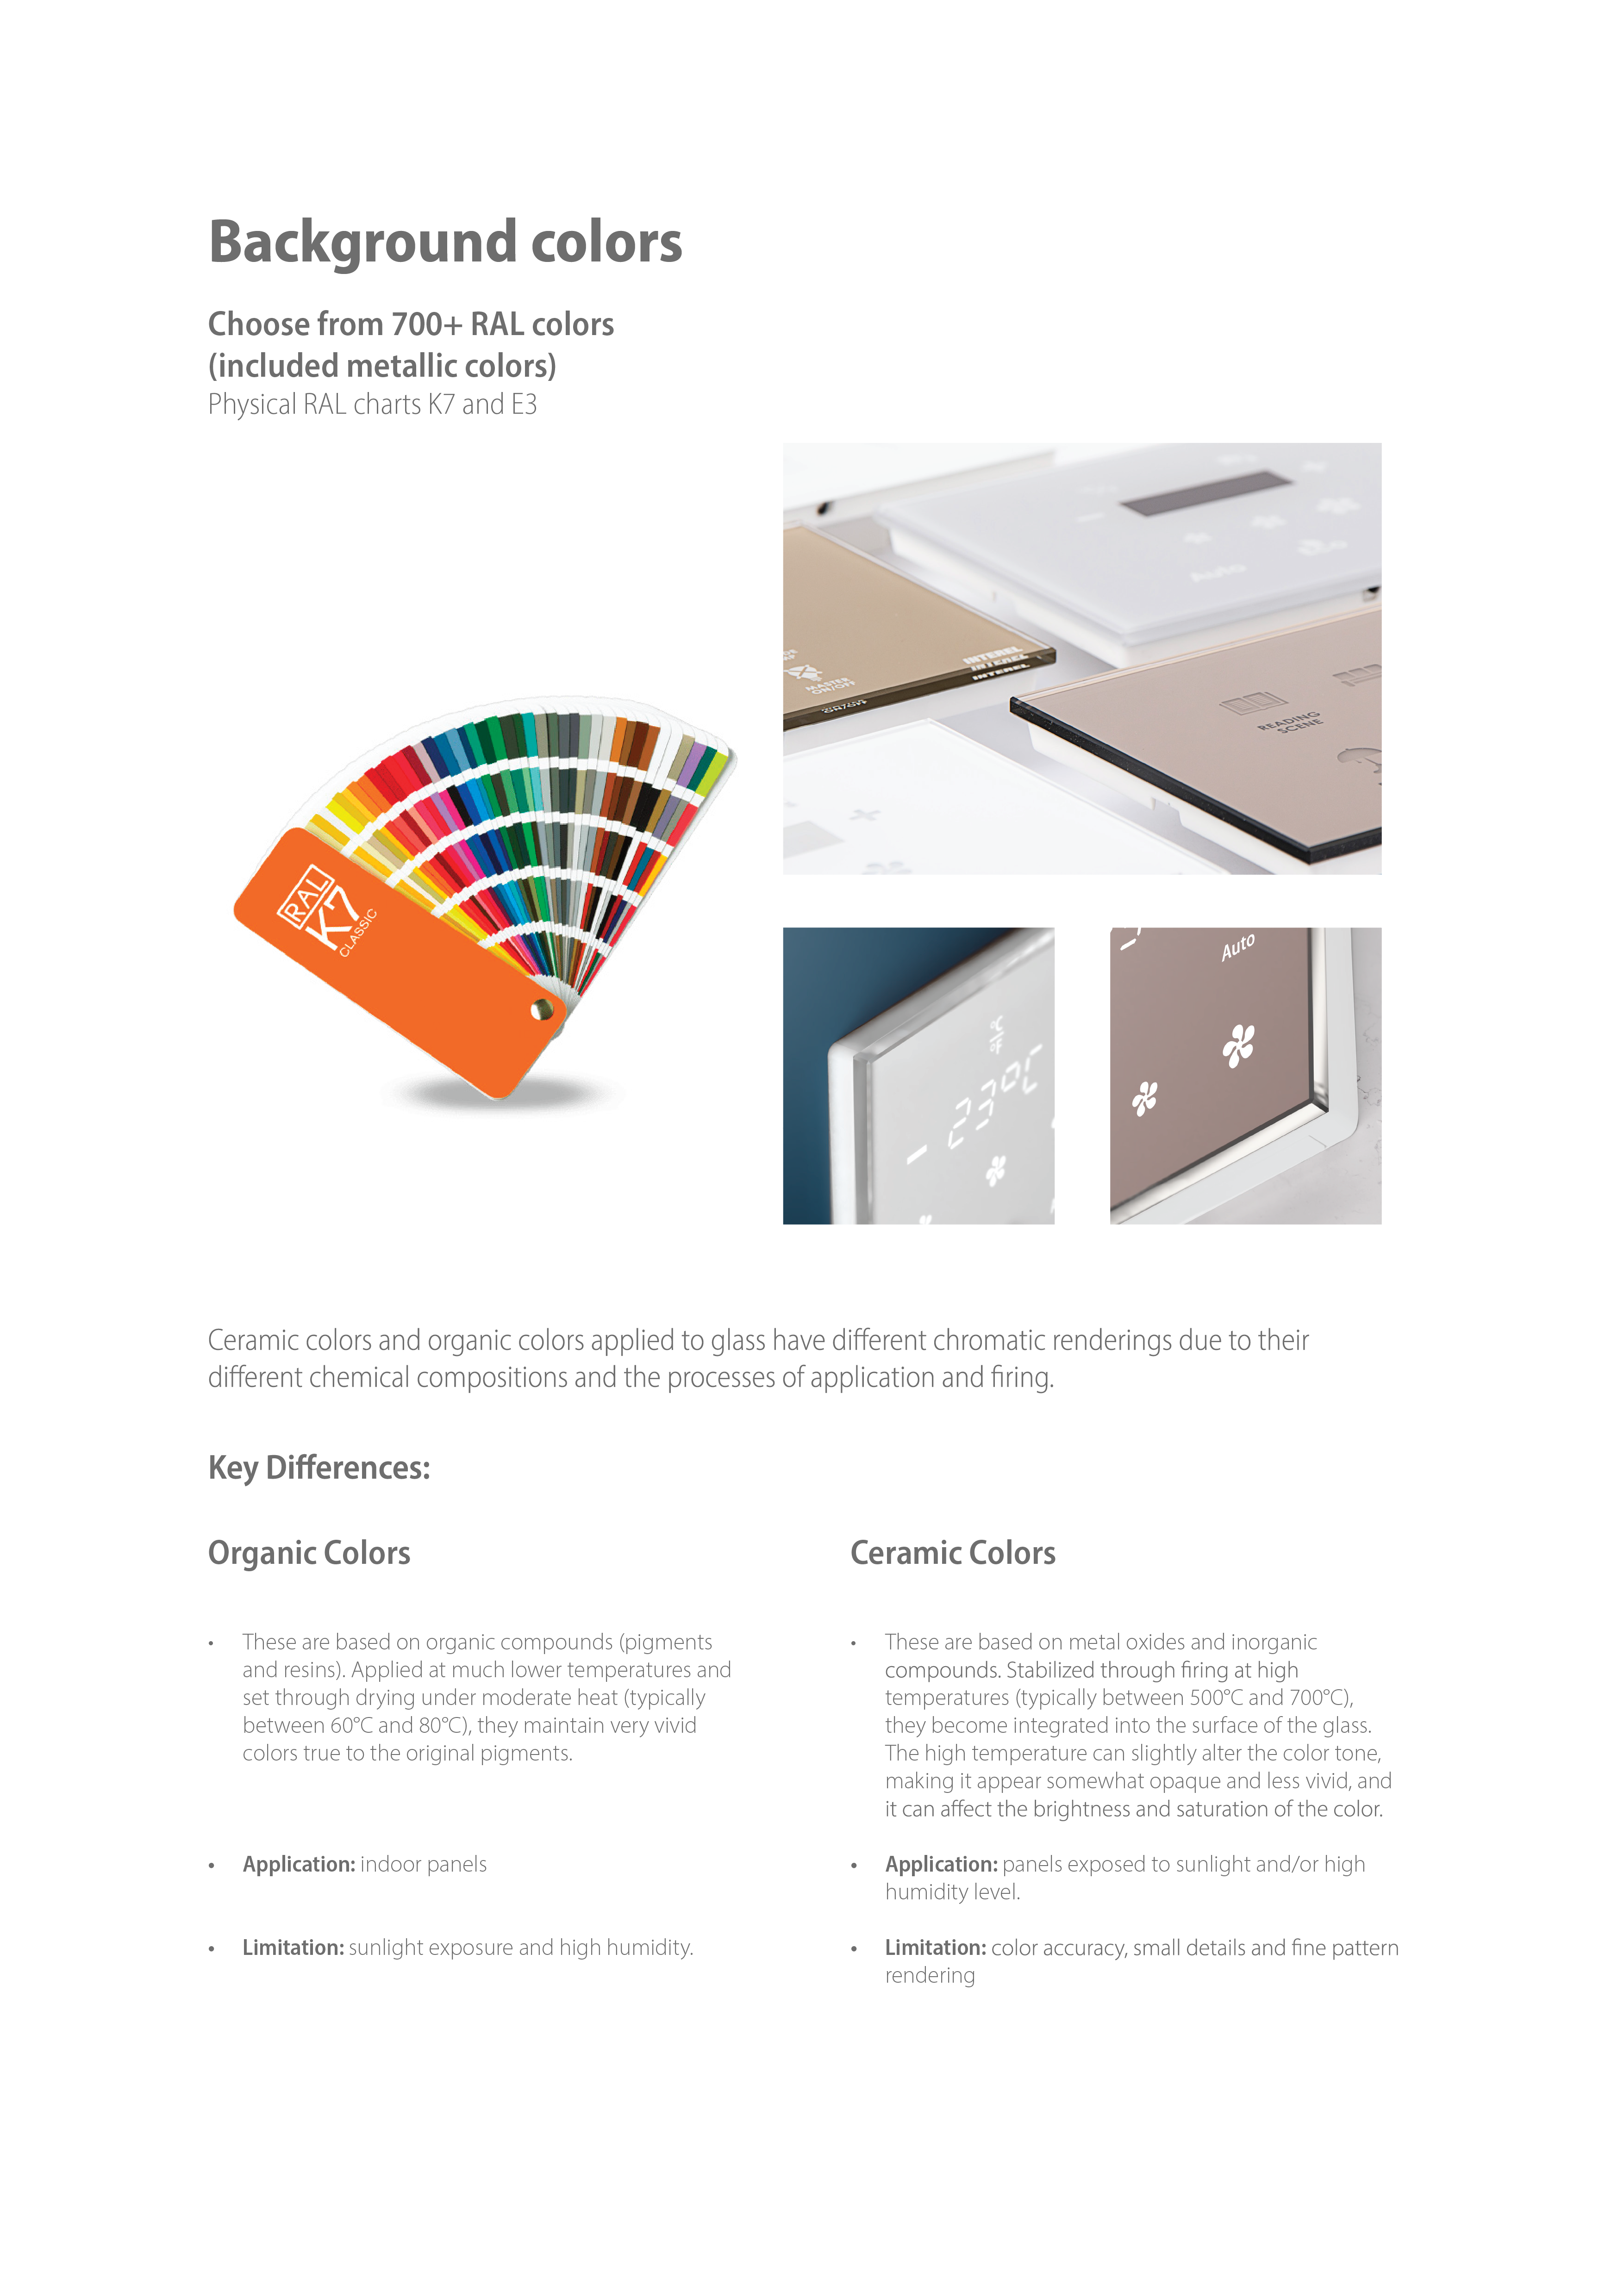 Background colors
Choose from 700+ RAL colors
(included metallic colors)
Physical RAL charts K7 and E3
RAL
K7
CLASSIC
Auto
INTEREL
INTEREL
MASTER
ON/OFF
READING
SCENE
23°C
Auto
Ceramic colors and organic colors applied to glass have different chromatic renderings due to their
different chemical compositions and the processes of application and firing.
Key Differences:
Organic Colors
• These are based on organic compounds (pigments
and resins). Applied at much lower temperatures and
set through drying under moderate heat (typically
between 60°C and 80°C), they maintain very vivid
colors true to the original pigments.
• Application: indoor panels
• Limitation: sunlight exposure and high humidity.
Ceramic Colors
• These are based on metal oxides and inorganic
compounds. Stabilized through firing at high
temperatures (typically between 500°C and 700°C),
they become integrated into the surface of the glass.
The high temperature can slightly alter the color tone,
making it appear somewhat opaque and less vivid, and
it can affect the brightness and saturation of the color.
• Application: panels exposed to sunlight and/or high
humidity level.
• Limitation: color accuracy, small details and fine pattern
rendering